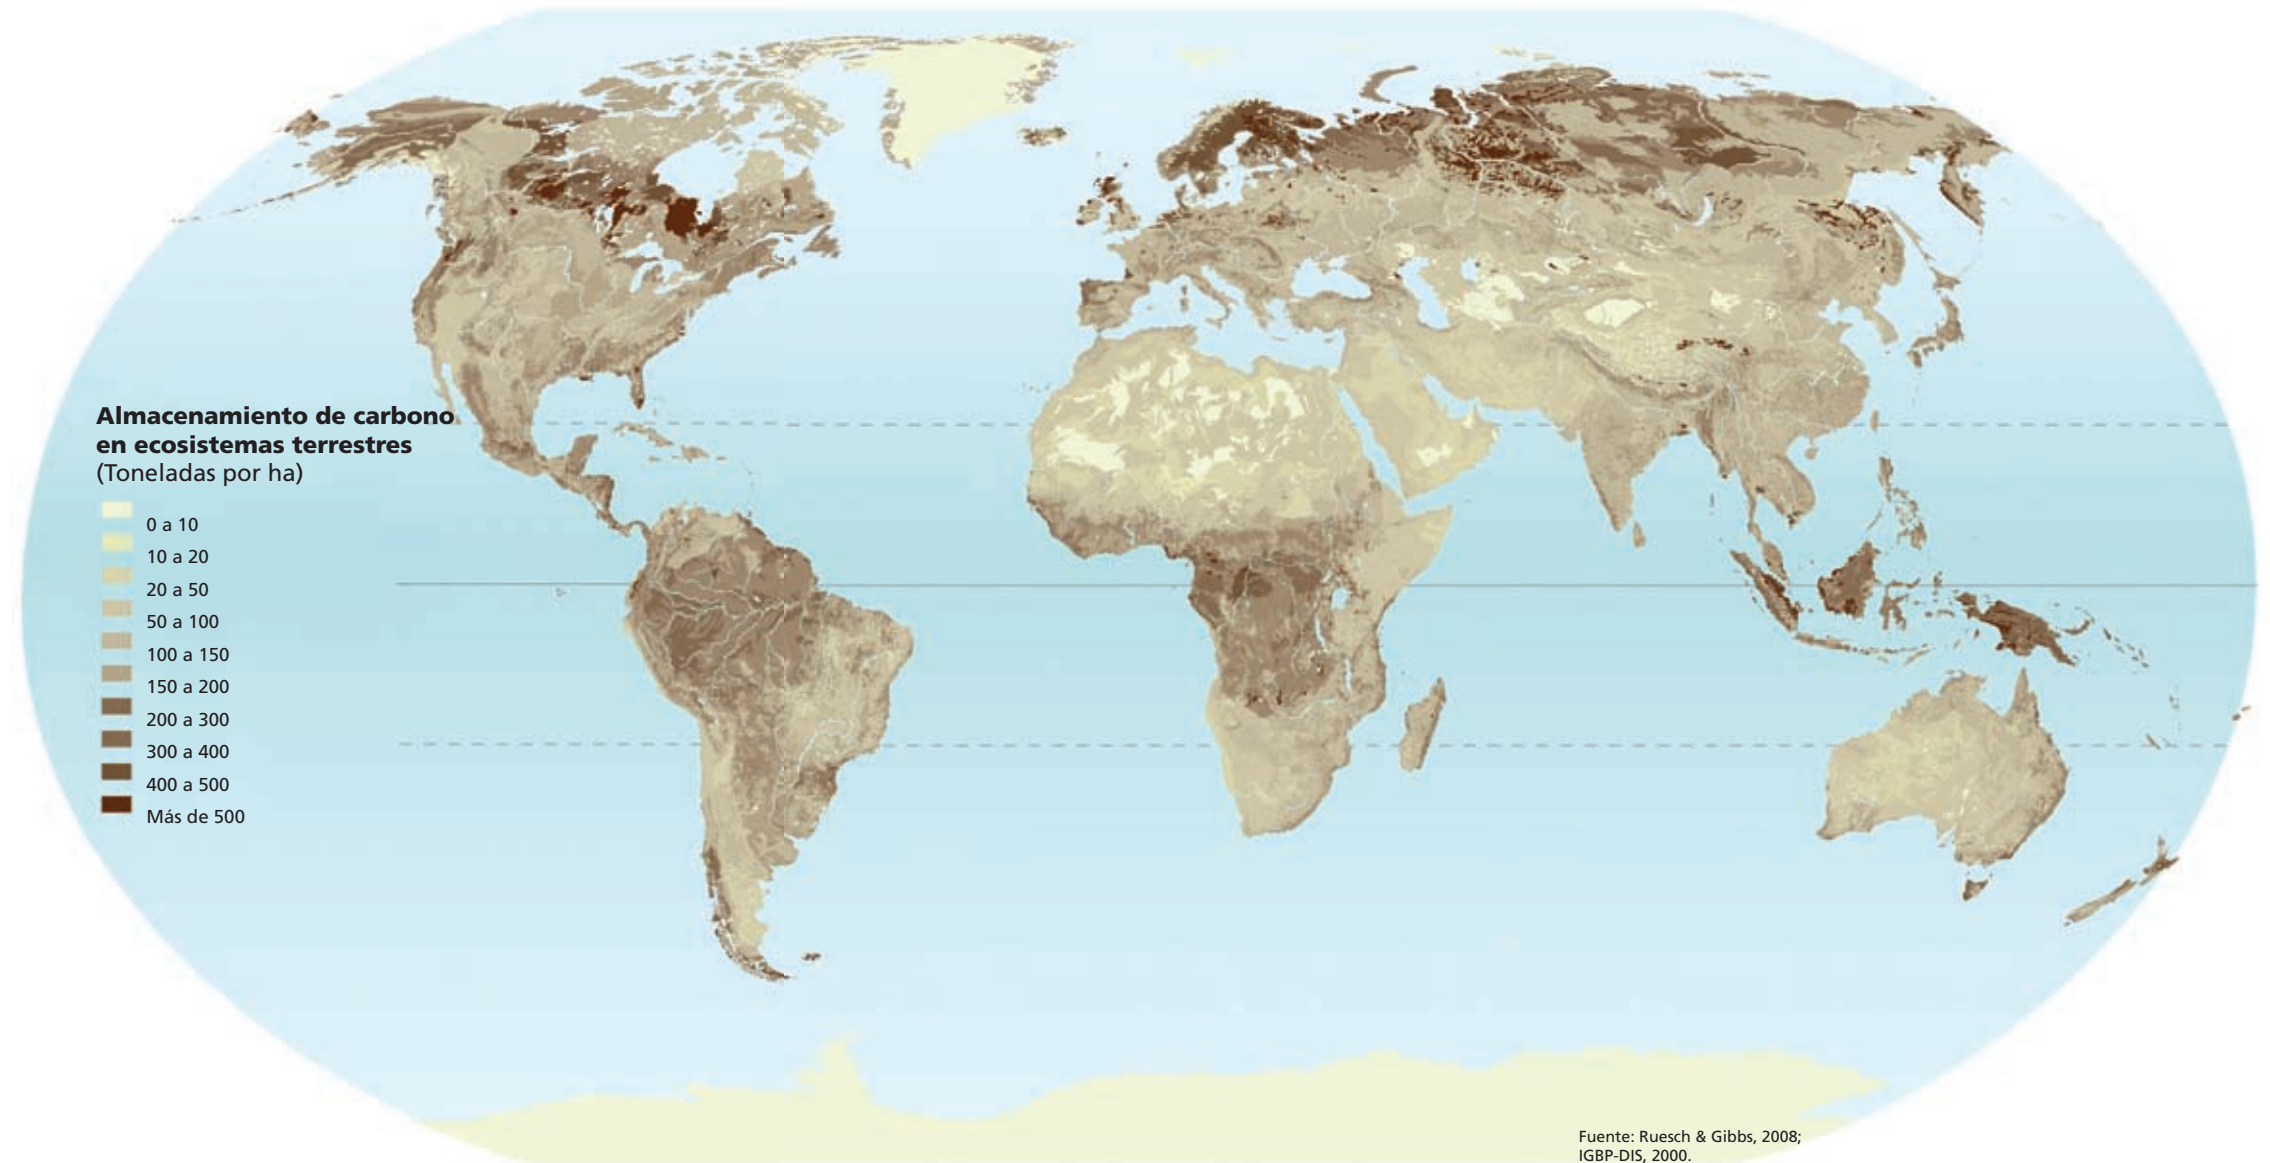 Almacenamiento de carbono
en ecosistemas terrestres
(Toneladas por ha)
0 a 10
10 a 20
20 a 50
50 a 100
100 a 150
150 a 200
200 a 300
300 a 400
400 a 500
Más de 500
Fuente: Ruesch & Gibbs, 2008;
IGBP-DIS, 2000.